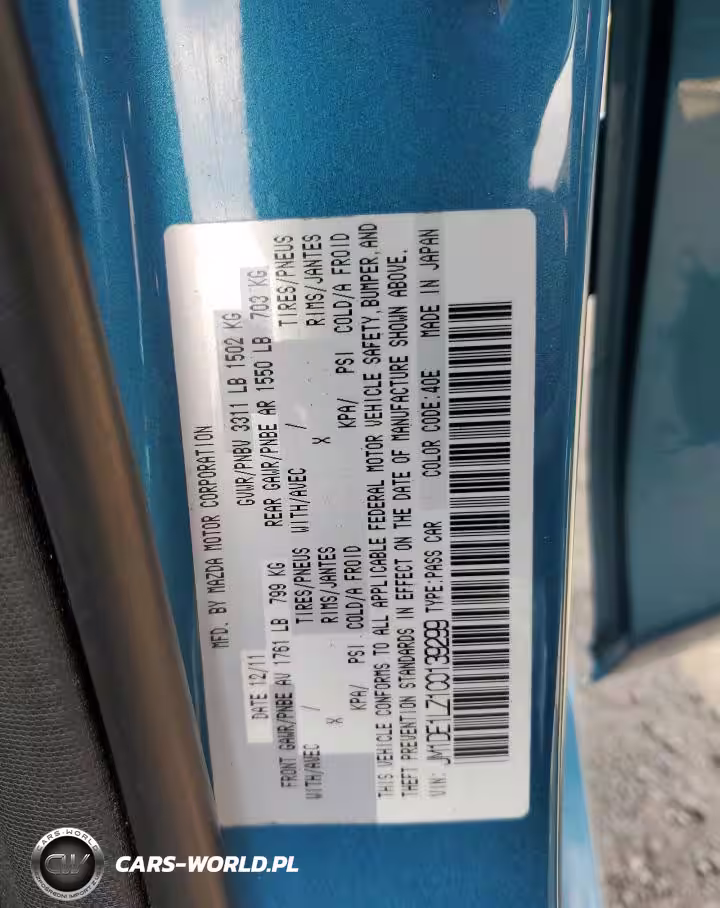 MFD. BY MAZDA MOTOR CORPORATION
DATE 12/11 GVWR/PNBV 3311 LB 1502 KG
FRONT GAWR/PNBE AV 1761 LB 799 KG REAR GAWR/PNBE AR 1550 LB 703 KG
WITH/AVEC / TIRES/PNEUS WITH/AVEC / TIRES/PNEUS
X RIMS/JANTES X RIMS/JANTES
KPA/ PSI COLD/A FROID KPA/ PSI COLD/A FROID
THIS VEHICLE CONFORMS TO ALL APPLICABLE FEDERAL MOTOR VEHICLE SAFETY, BUMPER, AND
THEFT PREVENTION STANDARDS IN EFFECT ON THE DATE OF MANUFACTURE SHOWN ABOVE.
VIN: JM1DE1LZ1C0139299 TYPE:PASS CAR COLOR CODE:40E MADE IN JAPAN
CARS-WORLD
CW
CARS-WORLD.PL